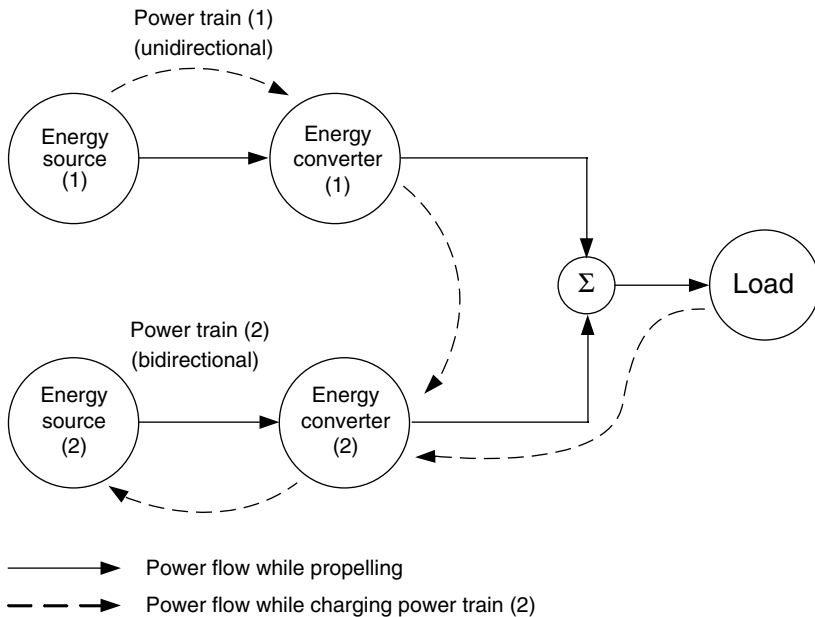 Power train (1)
(unidirectional)
Energy
source
(1)
Energy
converter
(1)
Σ
Load
Power train (2)
(bidirectional)
Energy
source
(2)
Energy
converter
(2)
Power flow while propelling
Power flow while charging power train (2)